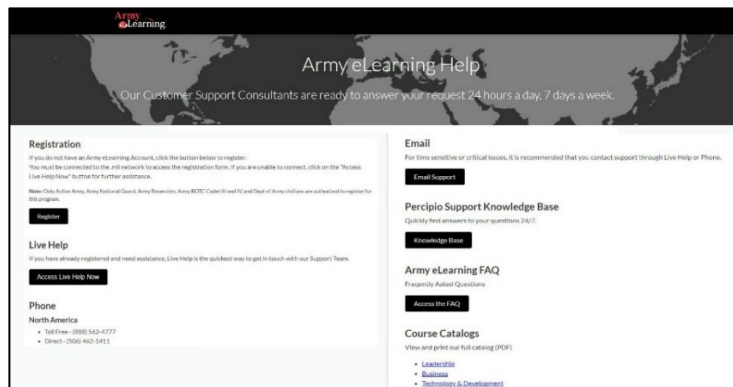 Army
eLearning
Army eLearning Help
Our Customer Support Consultants are ready to answer your request 24 hours a day, 7 days a week.
Registration
If you do not have an Army eLearning Account, click the button below to register.
You must be connected to the .mil network to access the registration form. If you are unable to connect, click on the "Access
Live Help Now" button for further assistance.
Note: Only Active Army, Army National Guard, Army Reservists, Army ROTC Cadet III and IV, and Dept of Army civilians are authorized to register for
this program.
Register
Live Help
If you have already registered and need assistance, Live Help is the quickest way to get in touch with our Support Team.
Access Live Help Now
Phone
North America
• Toll Free - (888) 562-4777
• Direct - (506) 462-1411
Email
For time sensitive or critical issues, it is recommended that you contact support through Live Help or Phone.
Email Support
Percipio Support Knowledge Base
Quickly find answers to your questions 24/7.
Knowledge Base
Army eLearning FAQ
Frequently Asked Questions
Access the FAQ
Course Catalogs
View and print our full catalog (PDF)
• Leadership
• Business
• Technology & Development